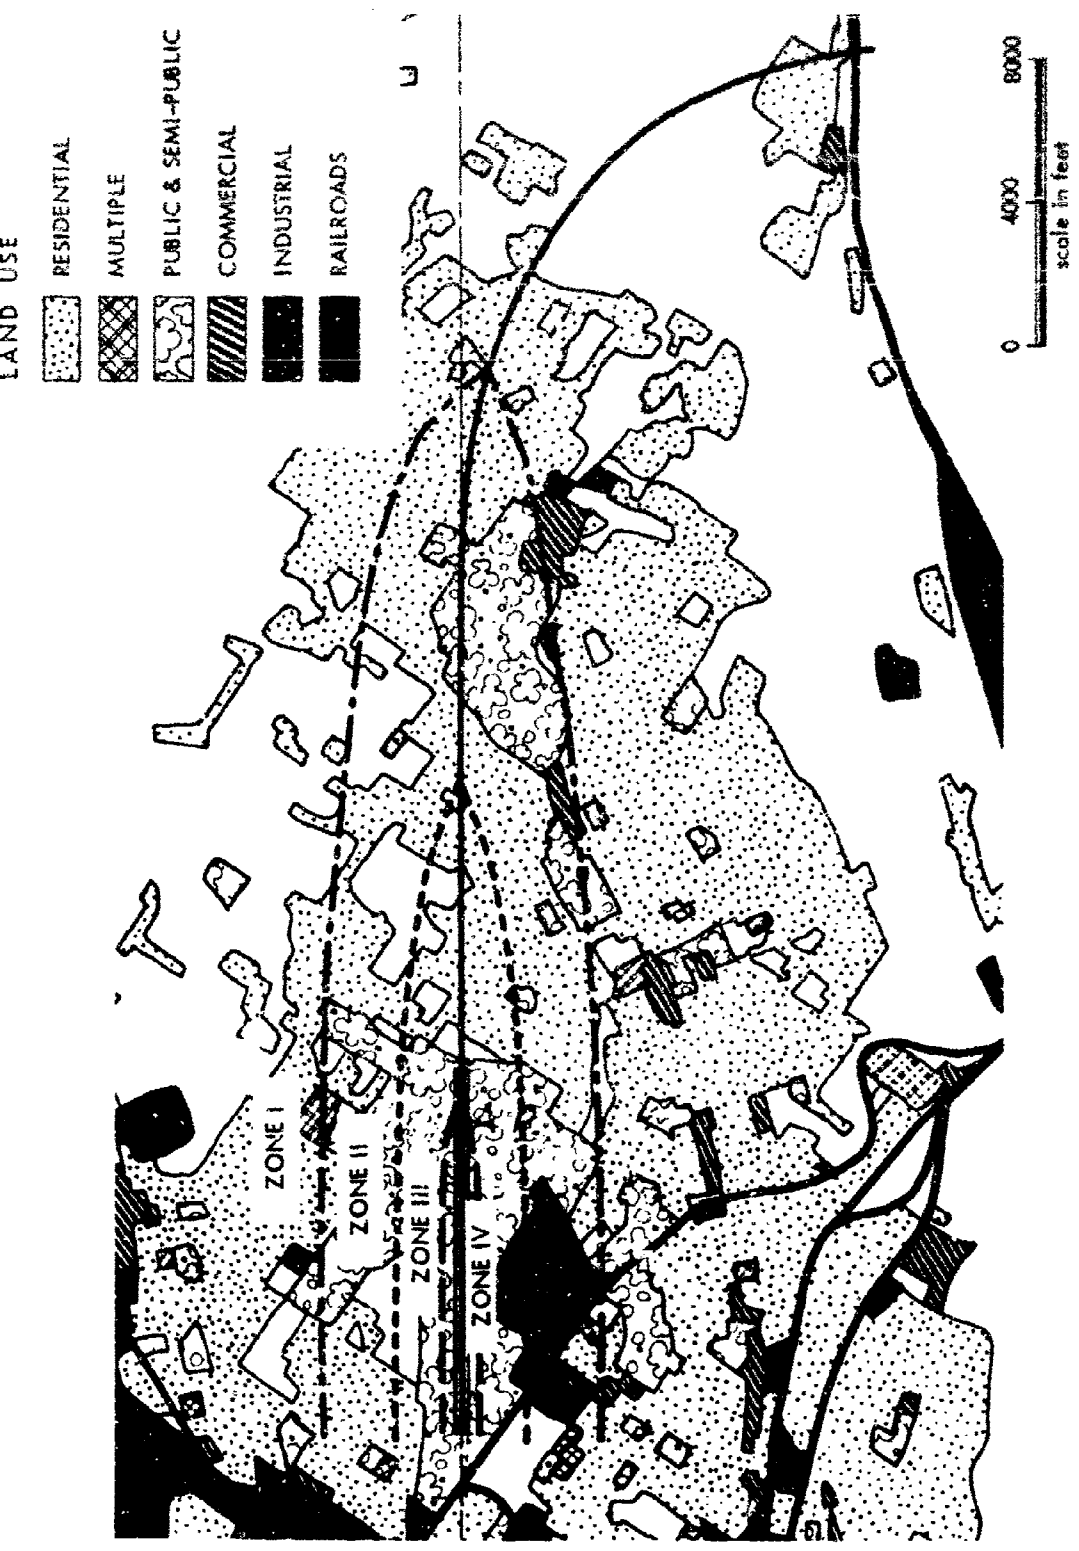 LAND USE
RESIDENTIAL
MULTIPLE
PUBLIC & SEMI-PUBLIC
COMMERCIAL
INDUSTRIAL
RAILROADS
ZONE I
ZONE II
ZONE III
ZONE IV
0 4000 8000
scale in feet